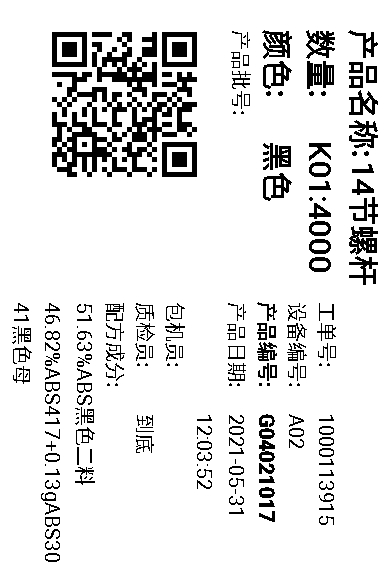 产品名称:14节螺杆
数量: K01:4000
颜色: 黑色
产品批号:
工单号: 1000113915
设备编号: A02
产品编号: G04021017
产品日期: 2021-05-31
12:03:52
包机员:
质检员: 到底
配方成分:
51.63%ABS黑色二料
46.82%ABS417+0.13gABS30
41黑色母